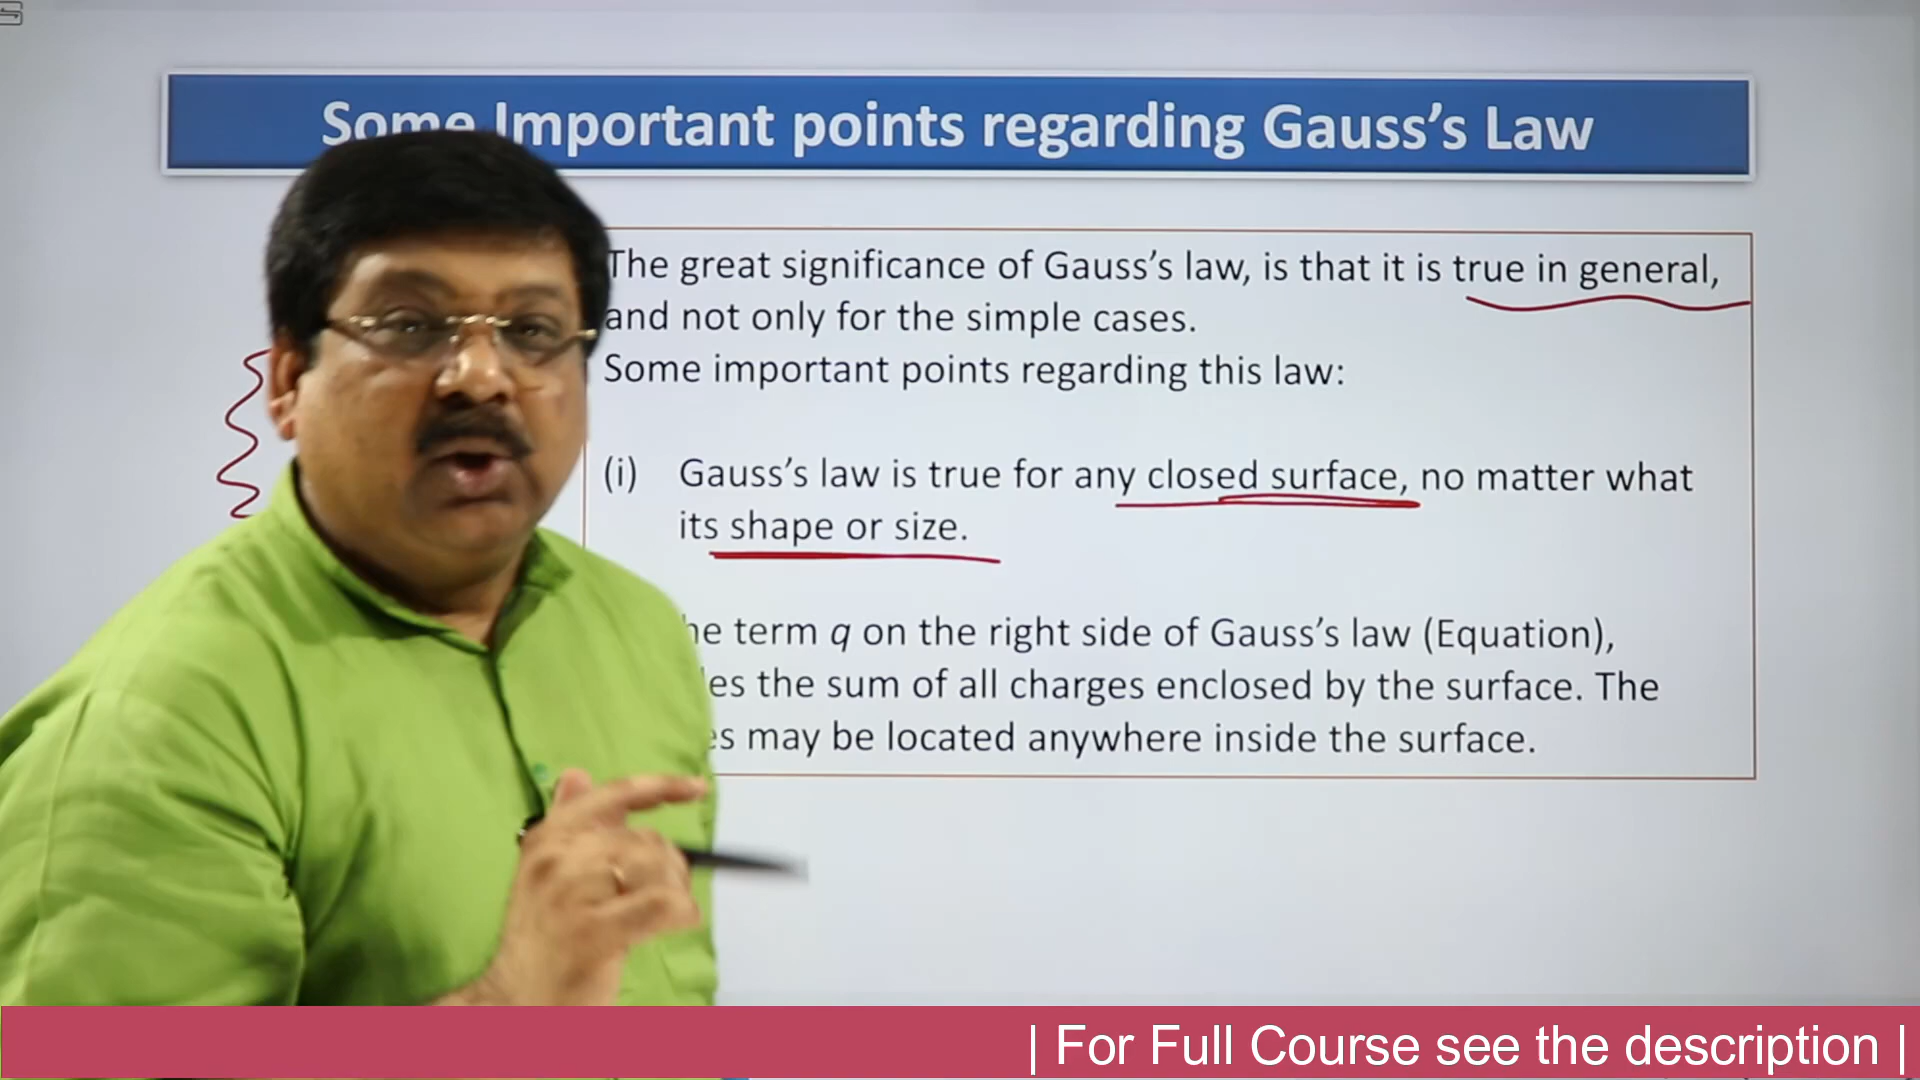 Some Important points regarding Gauss’s Law
The great significance of Gauss’s law, is that it is true in general,
and not only for the simple cases.
Some important points regarding this law:
(i) Gauss’s law is true for any closed surface, no matter what
its shape or size.
term q on the right side of Gauss’s law (Equation),
the sum of all charges enclosed by the surface. The
may be located anywhere inside the surface.
| For Full Course see the description |